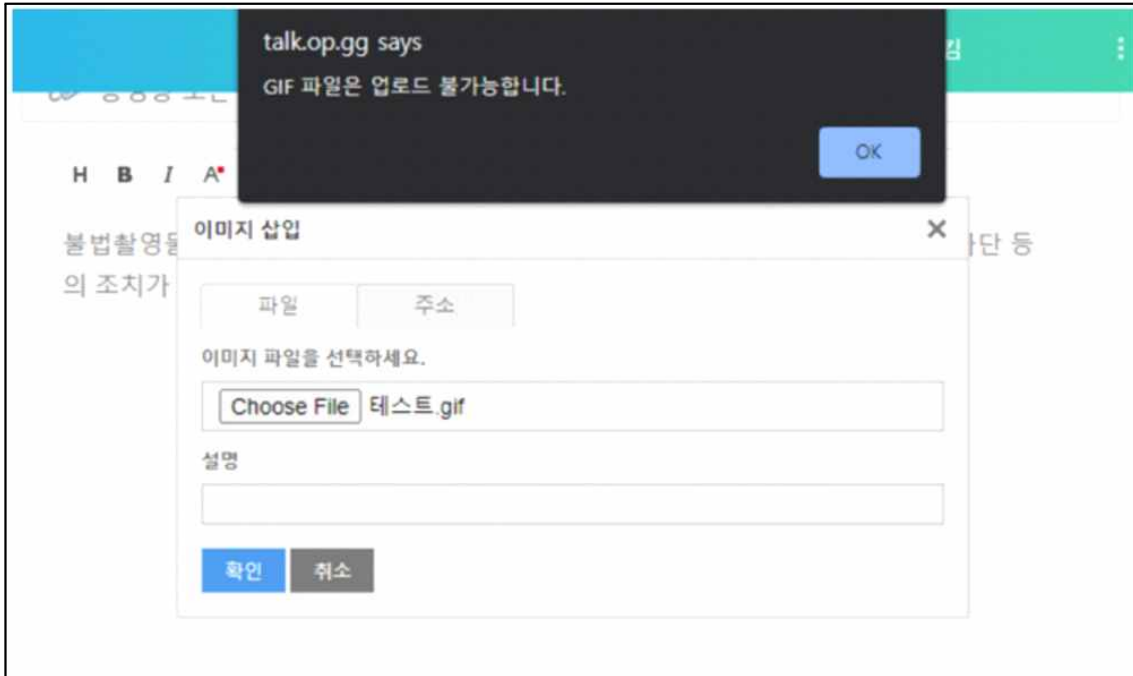 talk.op.gg says
GIF 파일은 업로드 불가능합니다.
OK
H B I A
이미지 삽입
불법촬영물
단 등
의 조치가
파일 주소
이미지 파일을 선택하세요.
Choose File 테스트.gif
설명
확인 취소